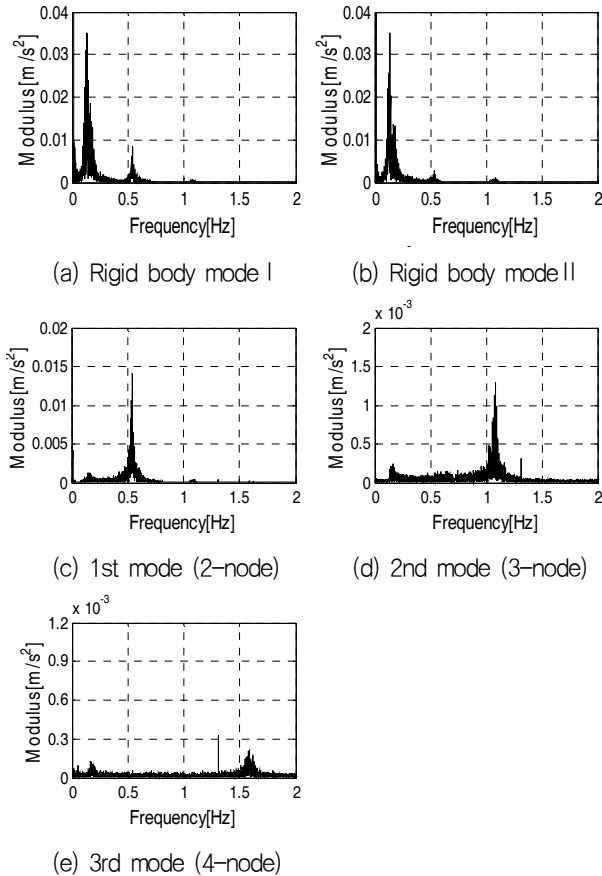 0.04
0.03
0.02
0.01
0
Modulus[m/s²]
0 0.5 1 1.5 2
Frequency[Hz]
(a) Rigid body mode Ⅰ
0.04
0.03
0.02
0.01
0
Modulus[m/s²]
0 0.5 1 1.5 2
Frequency[Hz]
(b) Rigid body mode Ⅱ
0.02
0.015
0.01
0.005
0
Modulus[m/s²]
0 0.5 1 1.5 2
Frequency[Hz]
(c) 1st mode (2-node)
x 10⁻³
2
1.5
1
0.5
0
Modulus[m/s²]
0 0.5 1 1.5 2
Frequency[Hz]
(d) 2nd mode (3-node)
x 10⁻³
1.2
0.9
0.6
0.3
0
Modulus[m/s²]
0 0.5 1 1.5 2
Frequency[Hz]
(e) 3rd mode (4-node)